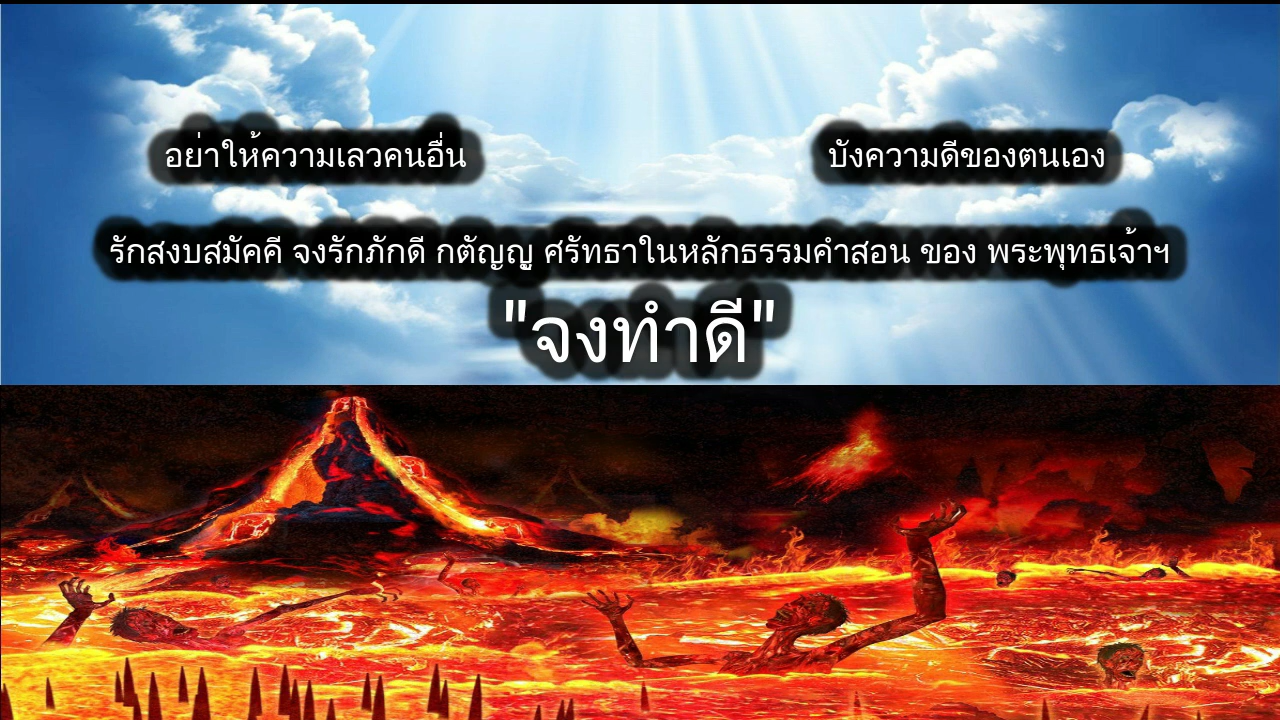 อย่าให้ความเลวคนอื่น บังความดีของตนเอง
รักสงบสมัคคี จงรักภักดี กตัญญู ศรัทธาในหลักธรรมคำสอน ของ พระพุทธเจ้าฯ
"จงทำดี"